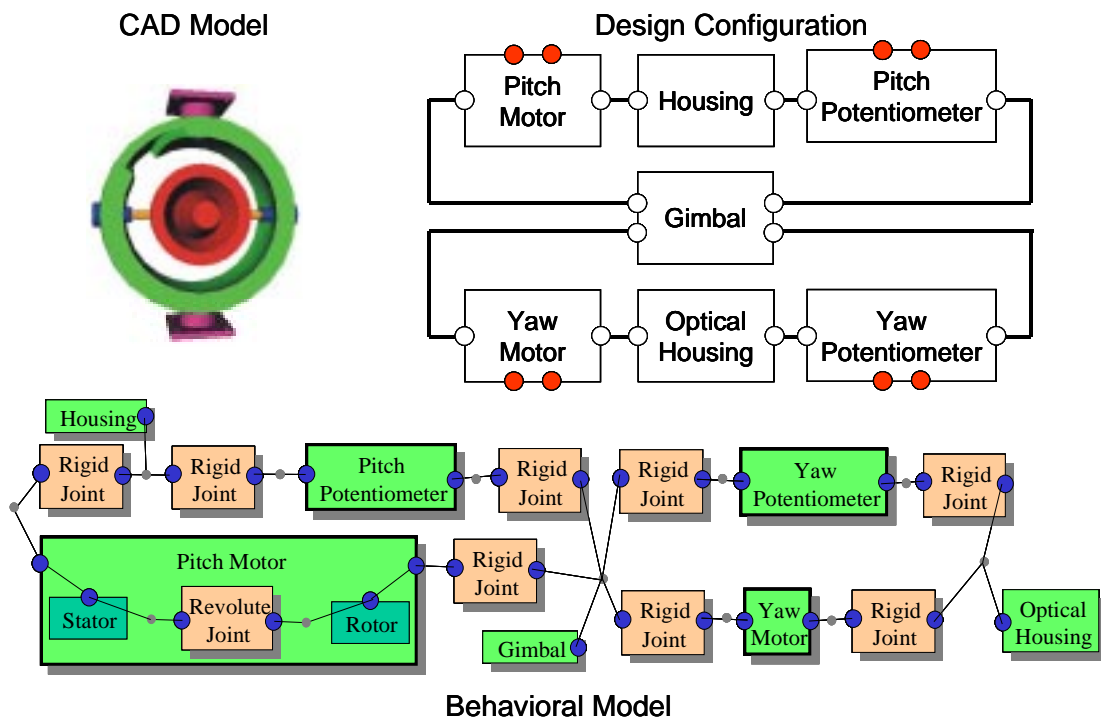 CAD Model
Design Configuration
Pitch
Motor
Housing
Pitch
Potentiometer
Gimbal
Yaw
Motor
Optical
Housing
Yaw
Potentiometer
Housing
Rigid
Joint
Rigid
Joint
Pitch
Potentiometer
Rigid
Joint
Rigid
Joint
Yaw
Potentiometer
Rigid
Joint
Pitch Motor
Stator
Revolute
Joint
Rotor
Rigid
Joint
Gimbal
Rigid
Joint
Yaw
Motor
Rigid
Joint
Optical
Housing
Behavioral Model